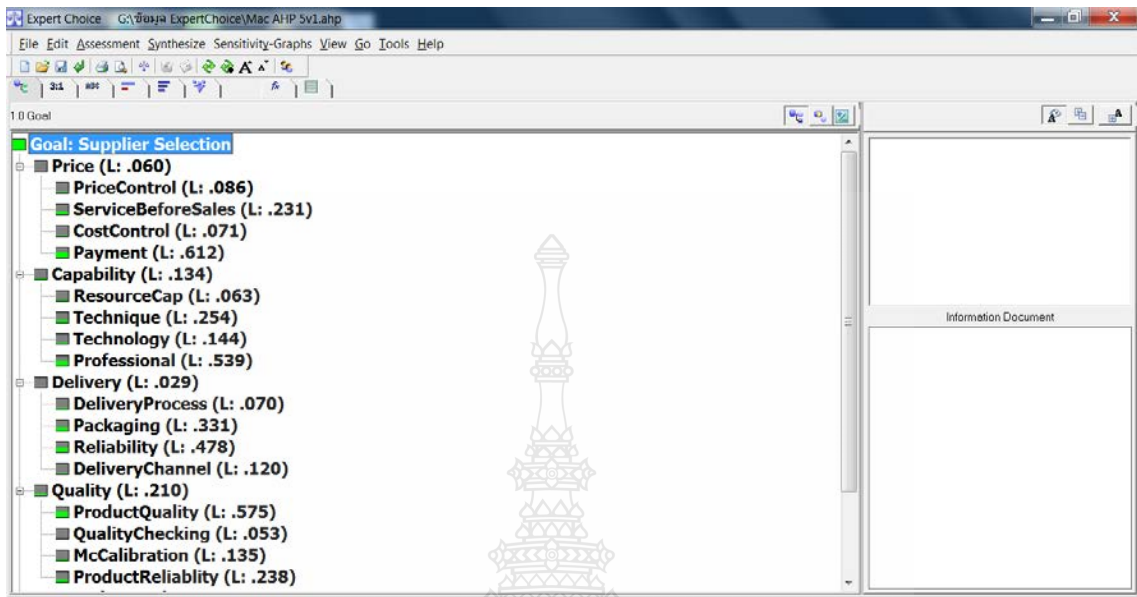 Expert Choice G:\ข้อมูล ExpertChoice\Mac AHP 5v1.ahp
File Edit Assessment Synthesize Sensitivity-Graphs View Go Tools Help
3:1 ABC
1.0 Goal
Goal: Supplier Selection
Price (L: .060)
PriceControl (L: .086)
ServiceBeforeSales (L: .231)
CostControl (L: .071)
Payment (L: .612)
Capability (L: .134)
ResourceCap (L: .063)
Technique (L: .254)
Technology (L: .144)
Professional (L: .539)
Delivery (L: .029)
DeliveryProcess (L: .070)
Packaging (L: .331)
Reliability (L: .478)
DeliveryChannel (L: .120)
Quality (L: .210)
ProductQuality (L: .575)
QualityChecking (L: .053)
McCalibration (L: .135)
ProductReliablity (L: .238)
Information Document